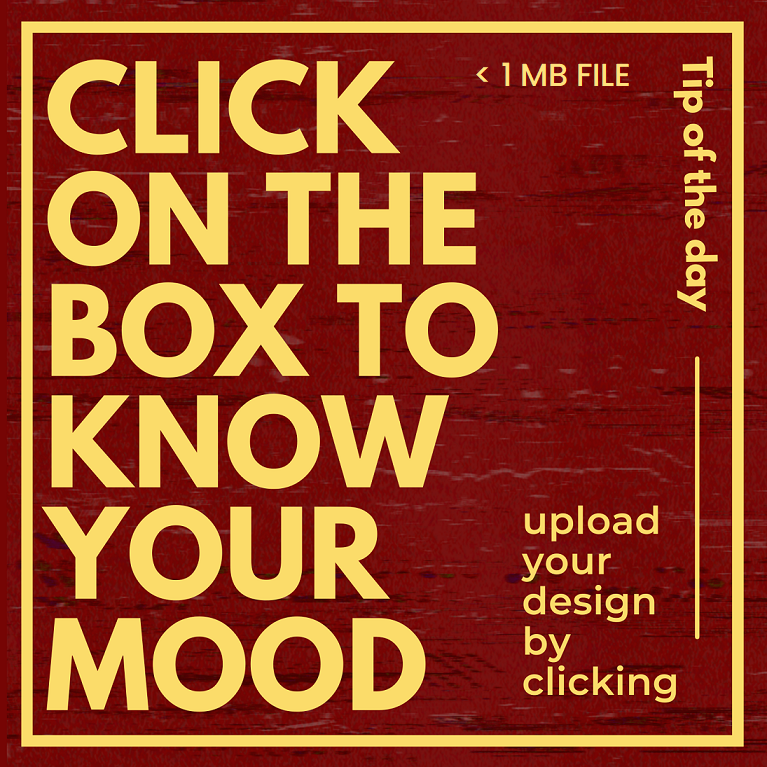 CLICK
ON THE
BOX TO
KNOW
YOUR
MOOD
< 1 MB FILE
Tip of the day
upload
your
design
by
clicking